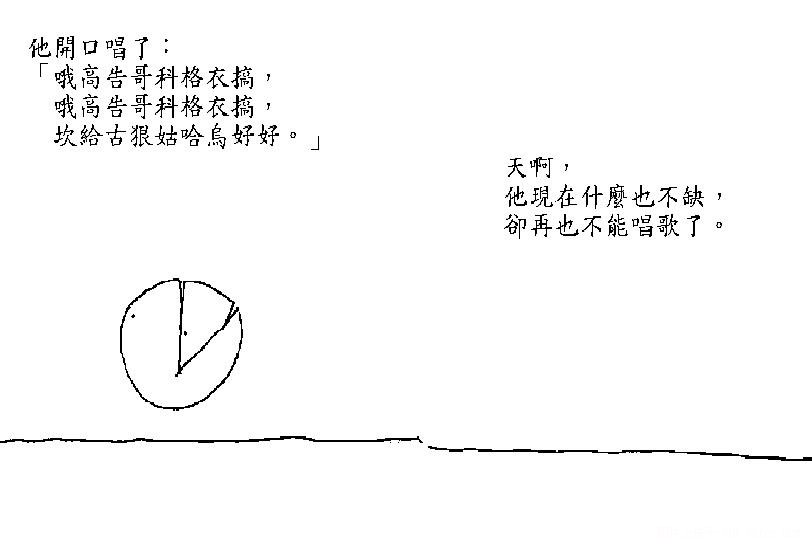 他開口唱了：
「哦高告哥科格衣搞，
哦高告哥科格衣搞，
坎給古狠姑哈烏好好。」
天啊，
他現在什麼也不缺，
卻再也不能唱歌了。